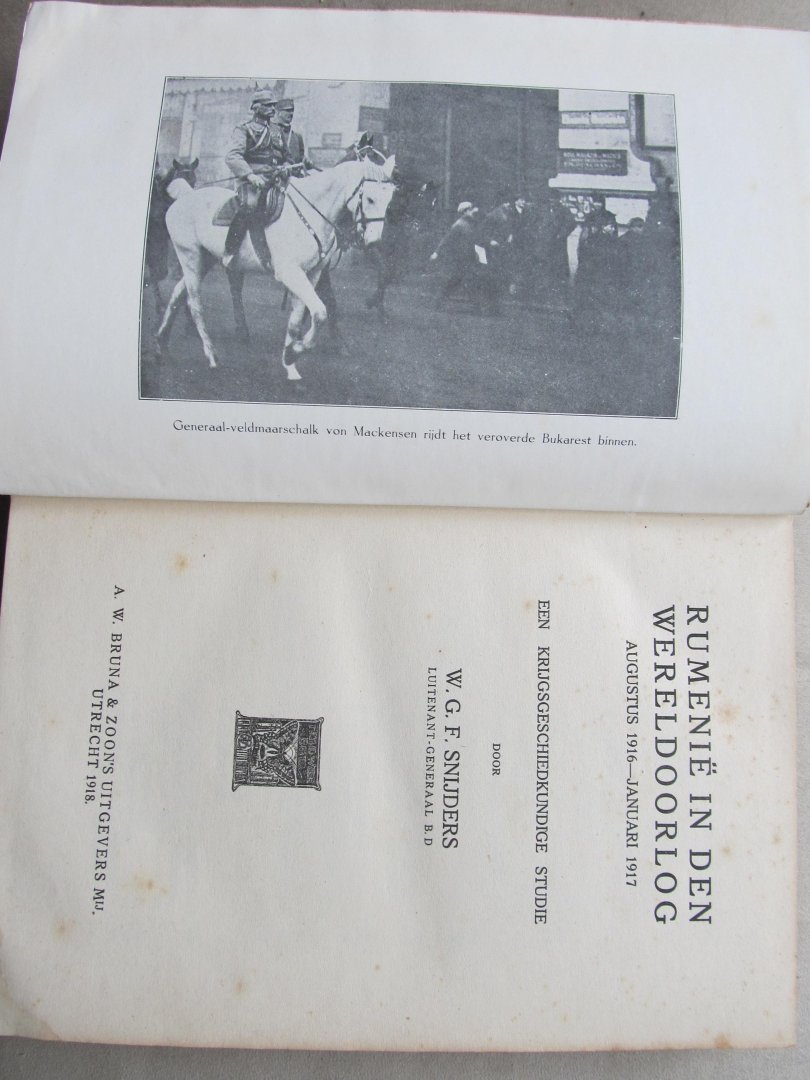 Generaal-veldmaarschalk von Mackensen rijdt het veroverde Bukarest binnen.
RUMENIË IN DEN
WERELDOORLOG
AUGUSTUS 1916—JANUARI 1917
EEN KRIJGSGESCHIEDKUNDIGE STUDIE
DOOR
W. G. F. SNIJDERS
LUITENANT-GENERAAL B.D
A. W. BRUNA & ZOON'S UITGEVERS MIJ.
UTRECHT 1918.